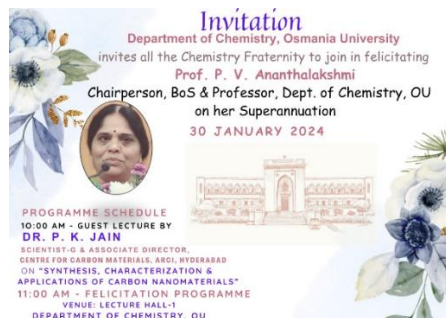 Invitation
Department of Chemistry, Osmania University
invites all the Chemistry Fraternity to join in felicitating
Prof. P. V. Ananthalakshmi
Chairperson, BoS & Professor, Dept. of Chemistry, OU
on her Superannuation
30 JANUARY 2024
PROGRAMME SCHEDULE
10:00 AM - GUEST LECTURE BY
DR. P. K. JAIN
SCIENTIST-G & ASSOCIATE DIRECTOR,
CENTRE FOR CARBON MATERIALS, ARCI, HYDERABAD
ON "SYNTHESIS, CHARACTERIZATION &
APPLICATIONS OF CARBON NANOMATERIALS"
11:00 AM - FELICITATION PROGRAMME
VENUE: LECTURE HALL-1
DEPARTMENT OF CHEMISTRY, OU